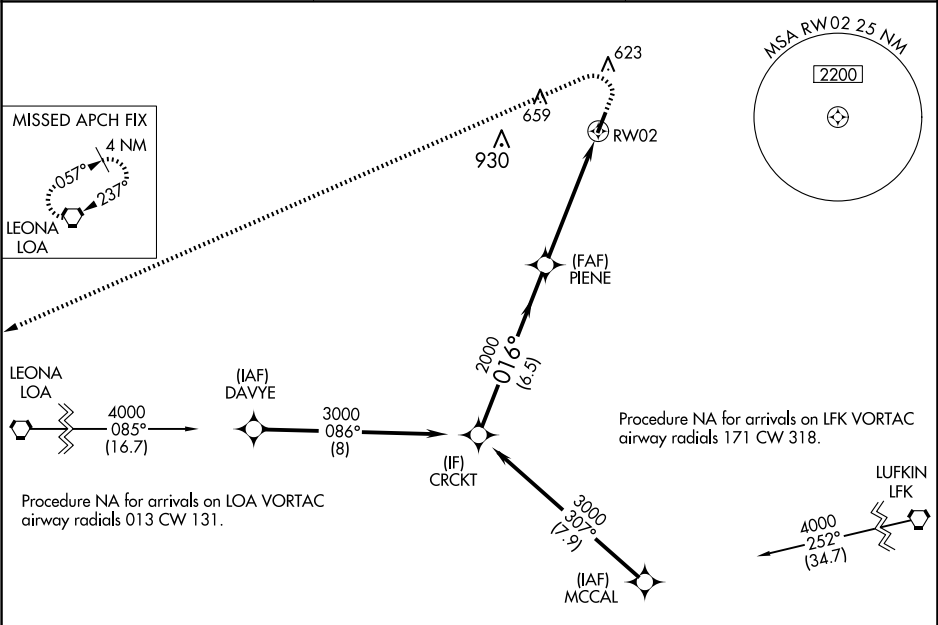 MSA RW02 25 NM
2200
623
659
930
RW02
MISSED APCH FIX
4 NM
057°
237°
LEONA
LOA
(FAF)
PIENE
2000
016°
(6.5)
LEONA
LOA
4000
085°
(16.7)
(IAF)
DAVYE
3000
086°
(8)
(IF)
CRCKT
Procedure NA for arrivals on LFK VORTAC
airway radials 171 CW 318.
Procedure NA for arrivals on LOA VORTAC
airway radials 013 CW 131.
3000
307°
(7.9)
(IAF)
MCCAL
LUFKIN
LFK
4000
252°
(34.7)